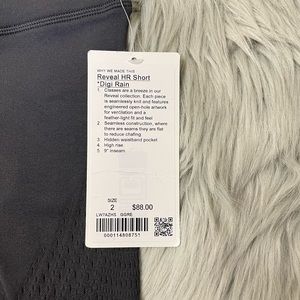 WHY WE MADE THIS
Reveal HR Short
*Digi Rain
1. Classes are a breeze in our
Reveal collection. Each piece
is seamlessly knit and features
engineered open-hole artwork
for ventilation and a
feather-light fit and feel
2. Seamless construction, where
there are seams they are flat
to reduce chafing
3. Hidden waistband pocket
4. High rise
5. 9" inseam
SIZE
2 $88.00
LW7AZHS GGRE
000114808751